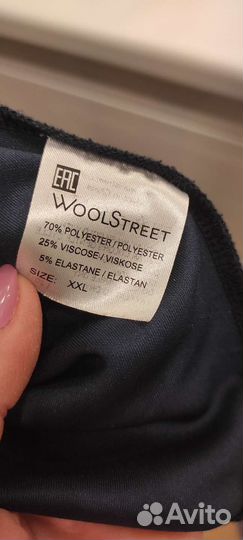 EAC
WOOLSTREET
70% POLYESTER / POLYESTER
25% VISCOSE / VISKOSE
5% ELASTANE / ELASTAN
SIZE: XXL
Avito